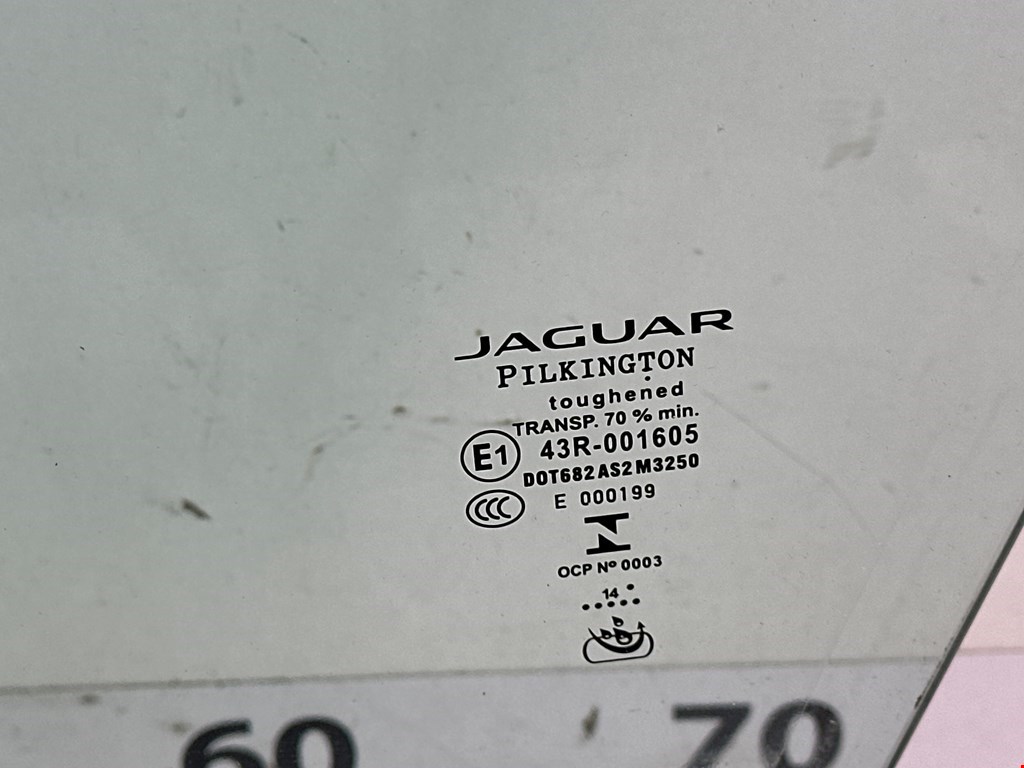 JAGUAR
PILKINGTON
toughened
TRANSP. 70 % min.
E1 43R-001605
DOT682 AS2 M3250
CCC E 000199
OCP Nº 0003
14
60 70